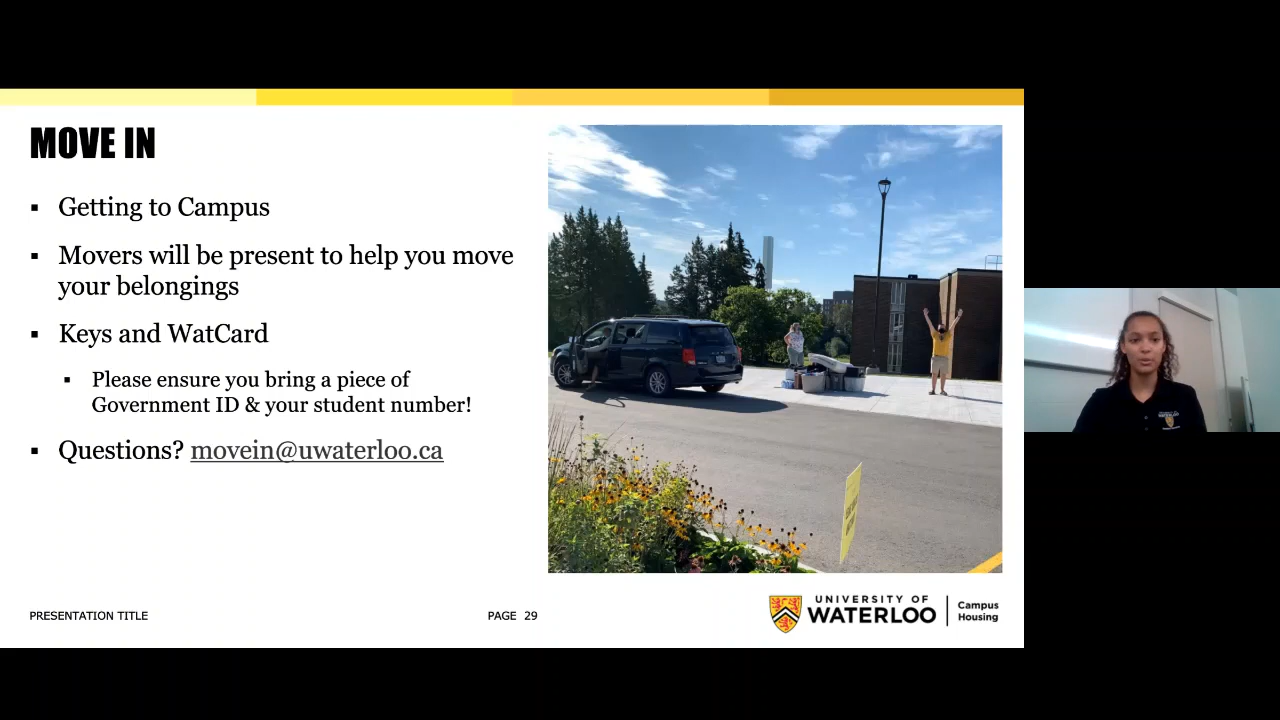 MOVE IN
▪ Getting to Campus
▪ Movers will be present to help you move
your belongings
▪ Keys and WatCard
▪ Please ensure you bring a piece of
Government ID & your student number!
▪ Questions? movein@uwaterloo.ca
PRESENTATION TITLE
PAGE 29
UNIVERSITY OF
WATERLOO
Campus
Housing